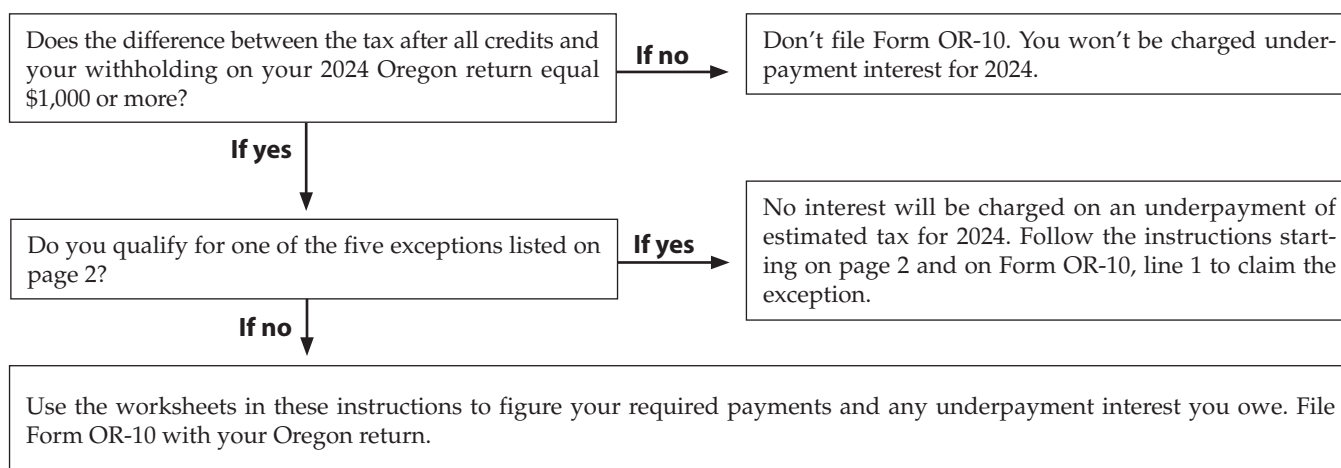 Does the difference between the tax after all credits and
your withholding on your 2024 Oregon return equal
$1,000 or more?
If no
Don’t file Form OR-10. You won’t be charged under-
payment interest for 2024.
If yes
Do you qualify for one of the five exceptions listed on
page 2?
If yes
No interest will be charged on an underpayment of
estimated tax for 2024. Follow the instructions start-
ing on page 2 and on Form OR-10, line 1 to claim the
exception.
If no
Use the worksheets in these instructions to figure your required payments and any underpayment interest you owe. File
Form OR-10 with your Oregon return.